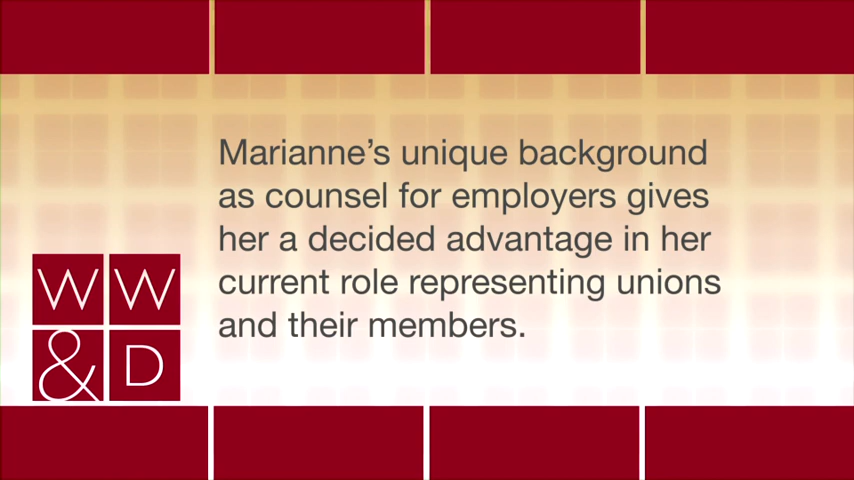 Marianne’s unique background
as counsel for employers gives
her a decided advantage in her
current role representing unions
and their members.
W W
& D